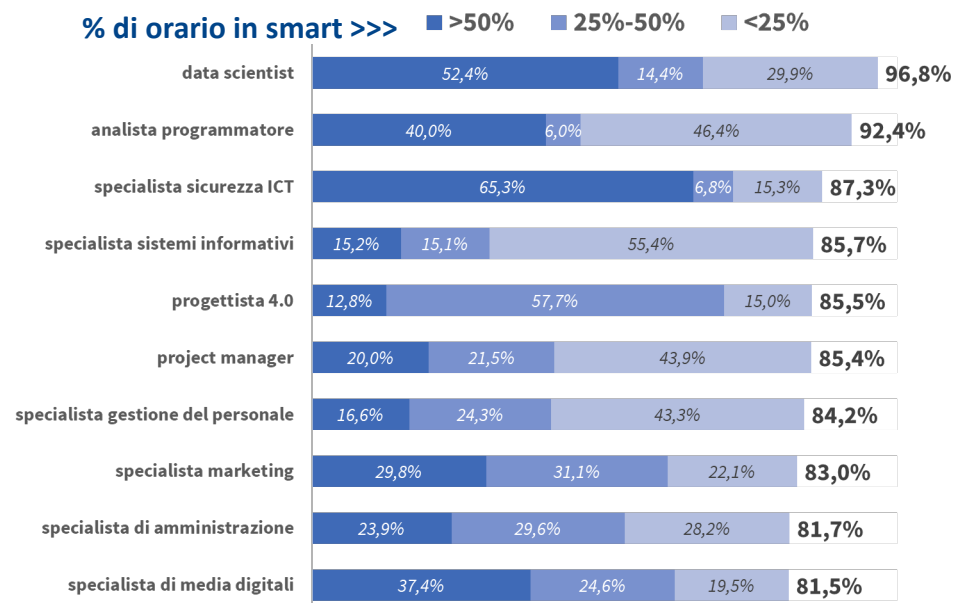 % di orario in smart >>> >50% 25%-50% <25%
data scientist 52,4% 14,4% 29,9% 96,8%
analista programmatore 40,0% 6,0% 46,4% 92,4%
specialista sicurezza ICT 65,3% 6,8% 15,3% 87,3%
specialista sistemi informativi 15,2% 15,1% 55,4% 85,7%
progettista 4.0 12,8% 57,7% 15,0% 85,5%
project manager 20,0% 21,5% 43,9% 85,4%
specialista gestione del personale 16,6% 24,3% 43,3% 84,2%
specialista marketing 29,8% 31,1% 22,1% 83,0%
specialista di amministrazione 23,9% 29,6% 28,2% 81,7%
specialista di media digitali 37,4% 24,6% 19,5% 81,5%